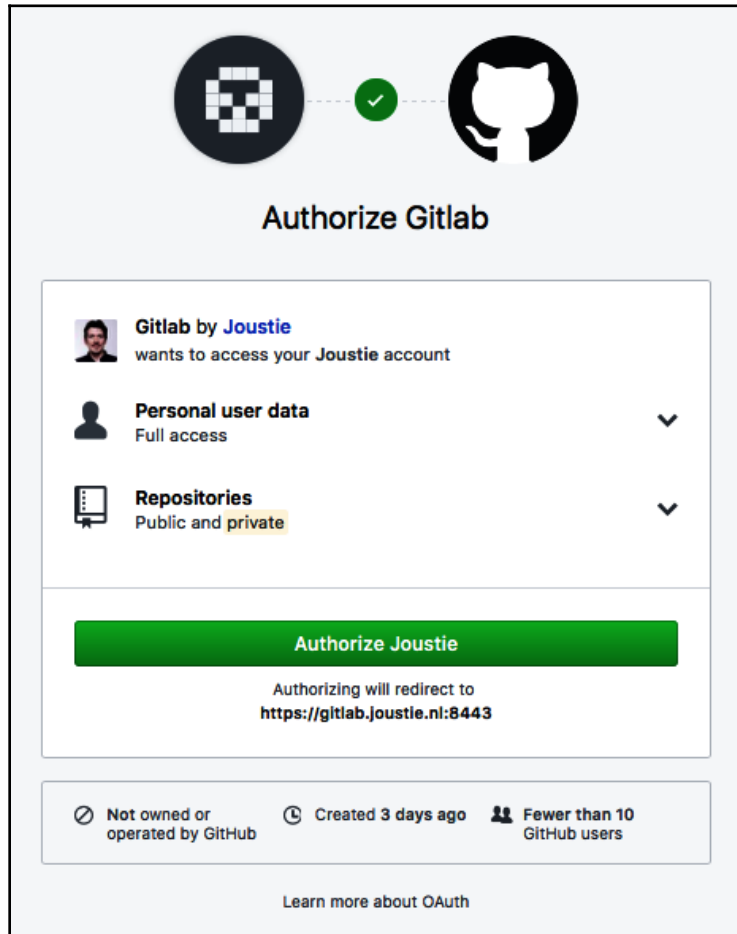 Authorize Gitlab
Gitlab by Joustie
wants to access your Joustie account
Personal user data
Full access
Repositories
Public and private
Authorize Joustie
Authorizing will redirect to
https://gitlab.joustie.nl:8443
Not owned or
operated by GitHub
Created 3 days ago
Fewer than 10
GitHub users
Learn more about OAuth